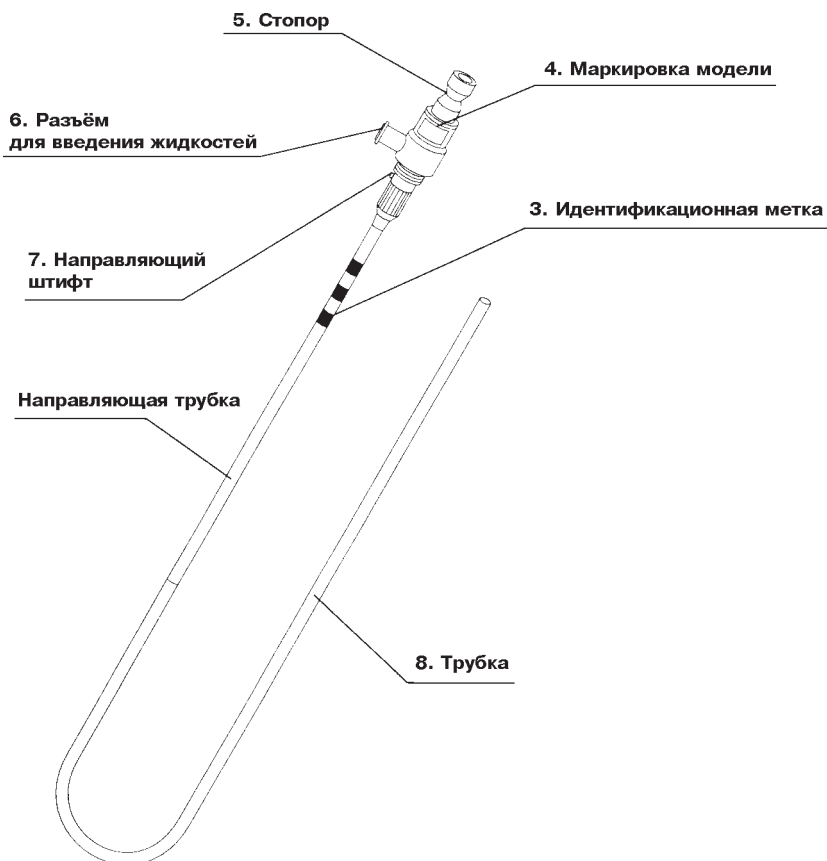 5. Стопор
4. Маркировка модели
6. Разъём
для введения жидкостей
3. Идентификационная метка
7. Направляющий
штифт
Направляющая трубка
8. Трубка